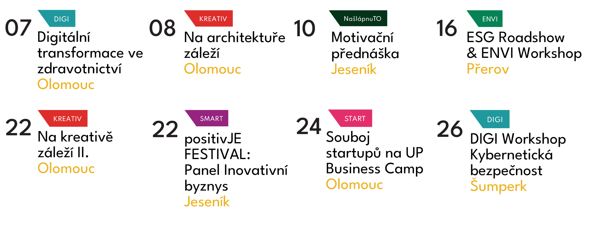 07
DIGI
Digitální
transformace ve
zdravotnictví
Olomouc
08
KREATIV
Na architektuře
záleží
Olomouc
10
NašlápnuTO
Motivační
přednáška
Jeseník
16
ENVI
ESG Roadshow
& ENVI Workshop
Přerov
22
KREATIV
Na kreativě
záleží II.
Olomouc
22
SMART
positivJE
FESTIVAL:
Panel Inovativní
byznys
Jeseník
24
START
Souboj
startupů na UP
Business Camp
Olomouc
26
DIGI
DIGI Workshop
Kybernetická
bezpečnost
Šumperk